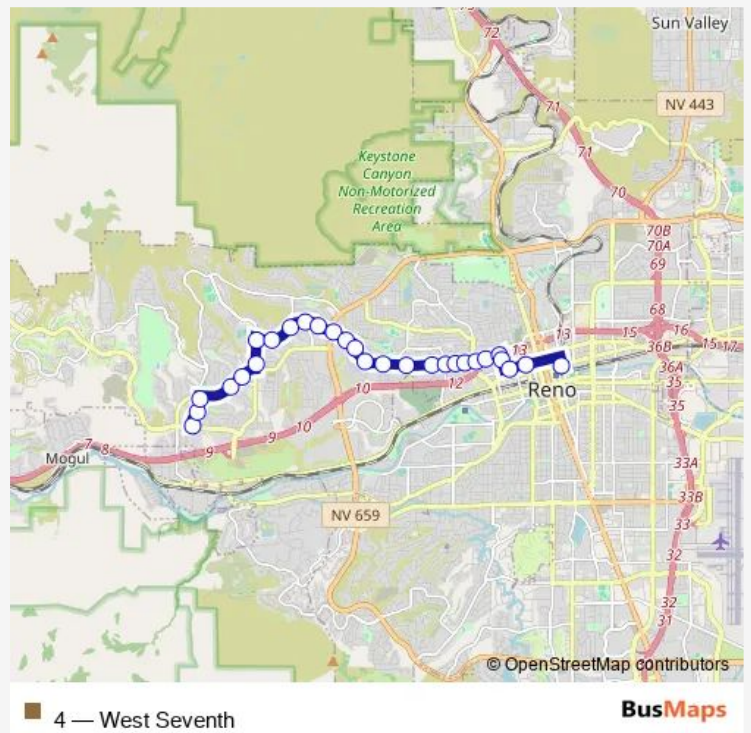 Sun Valley
72
NV 443
71
71
Keystone
Canyon
Non-Motorized
Recreation
Area
70
70B
70A
69
68
13
13
15
16
15
17
36B
36A
12
10
Reno
35
35
10
9
9
Mogul
7
8
33A
NV 659
33B
33
32
32
31
© OpenStreetMap contributors
4 — West Seventh
BusMaps